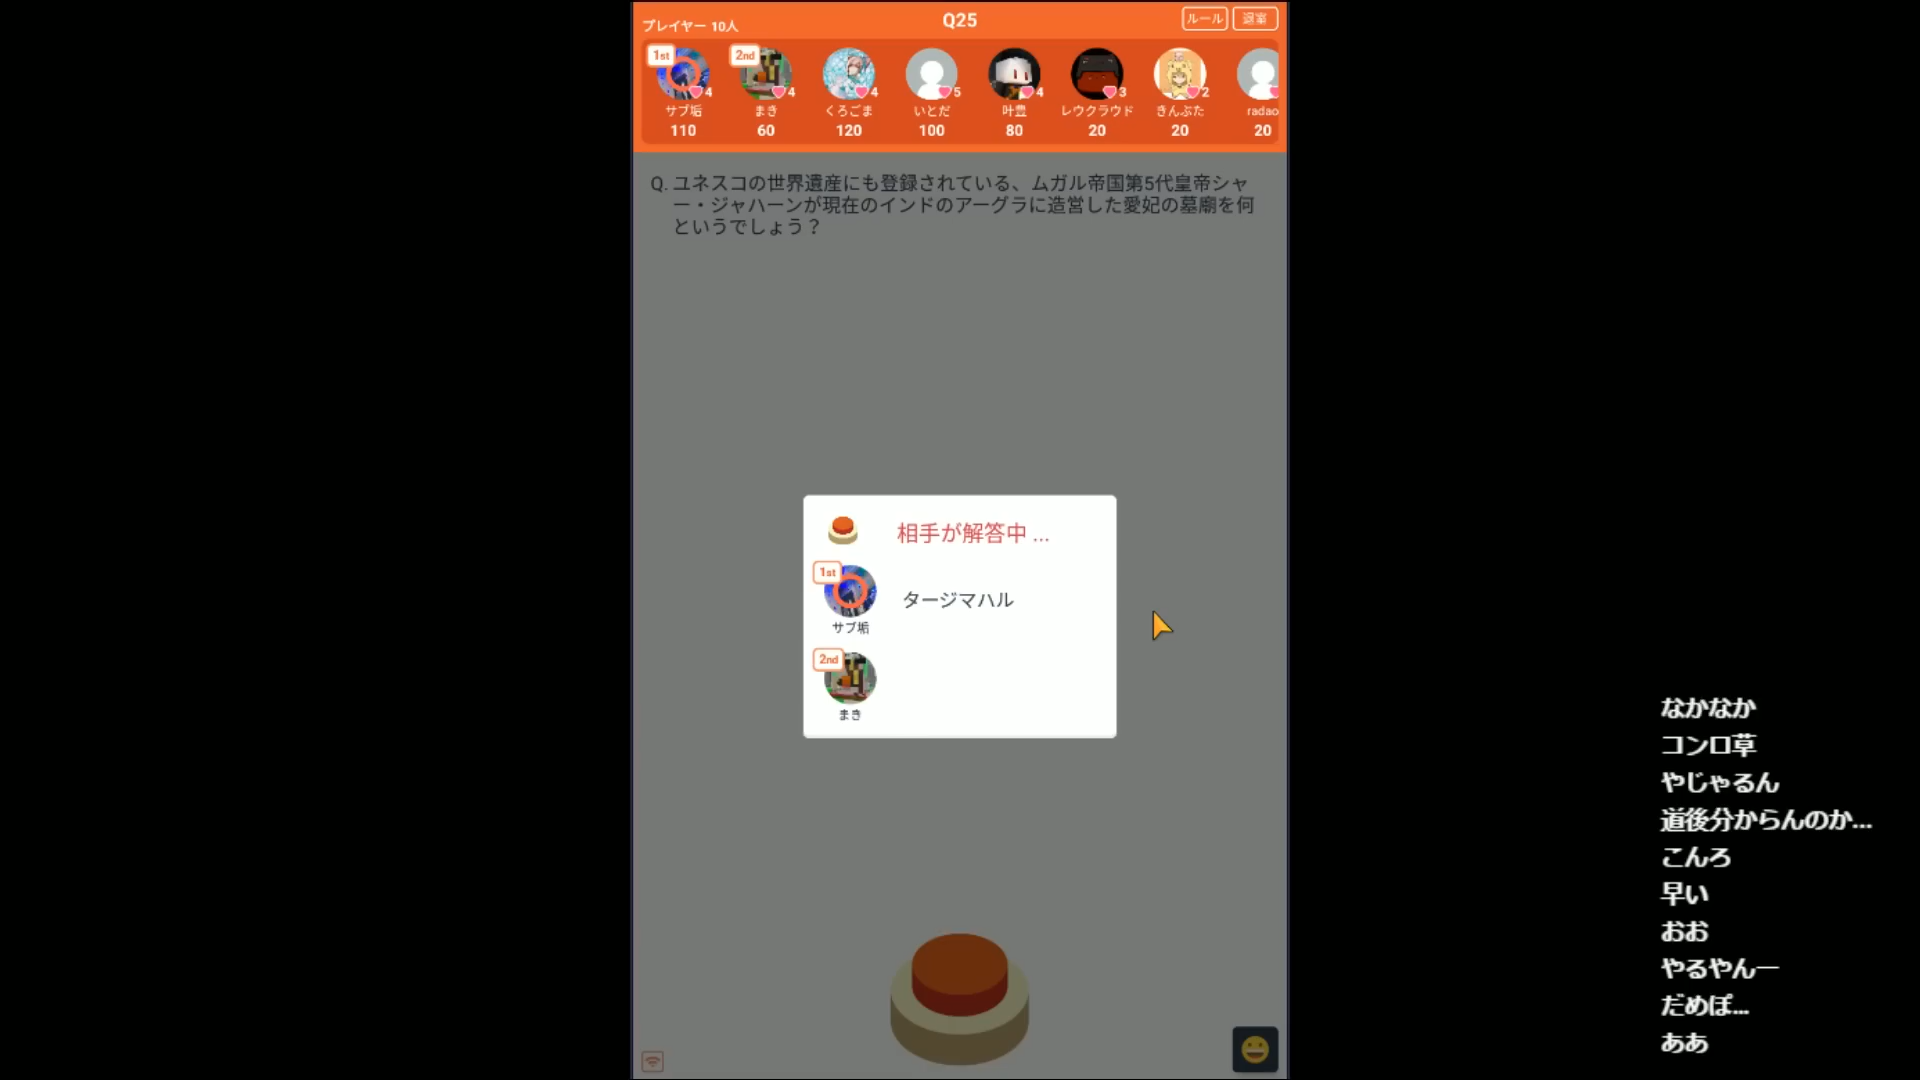 プレイヤー 10人
Q25
ルール
退室
1st
4
サブ垢
110
2nd
4
まき
60
4
くろごま
120
5
いとだ
100
4
叶豊
80
3
レウクラウド
20
2
きんぶた
20
radao
20
Q. ユネスコの世界遺産にも登録されている、ムガル帝国第5代皇帝シャ
ー・ジャハーンが現在のインドのアーグラに造営した愛妃の墓廟を何
というでしょう？
相手が解答中 ...
1st
サブ垢
タージマハル
2nd
まき
なかなか
コンロ草
やじゃるん
道後分からんのか...
こんろ
早い
おお
やるやんー
だめぽ...
ああ